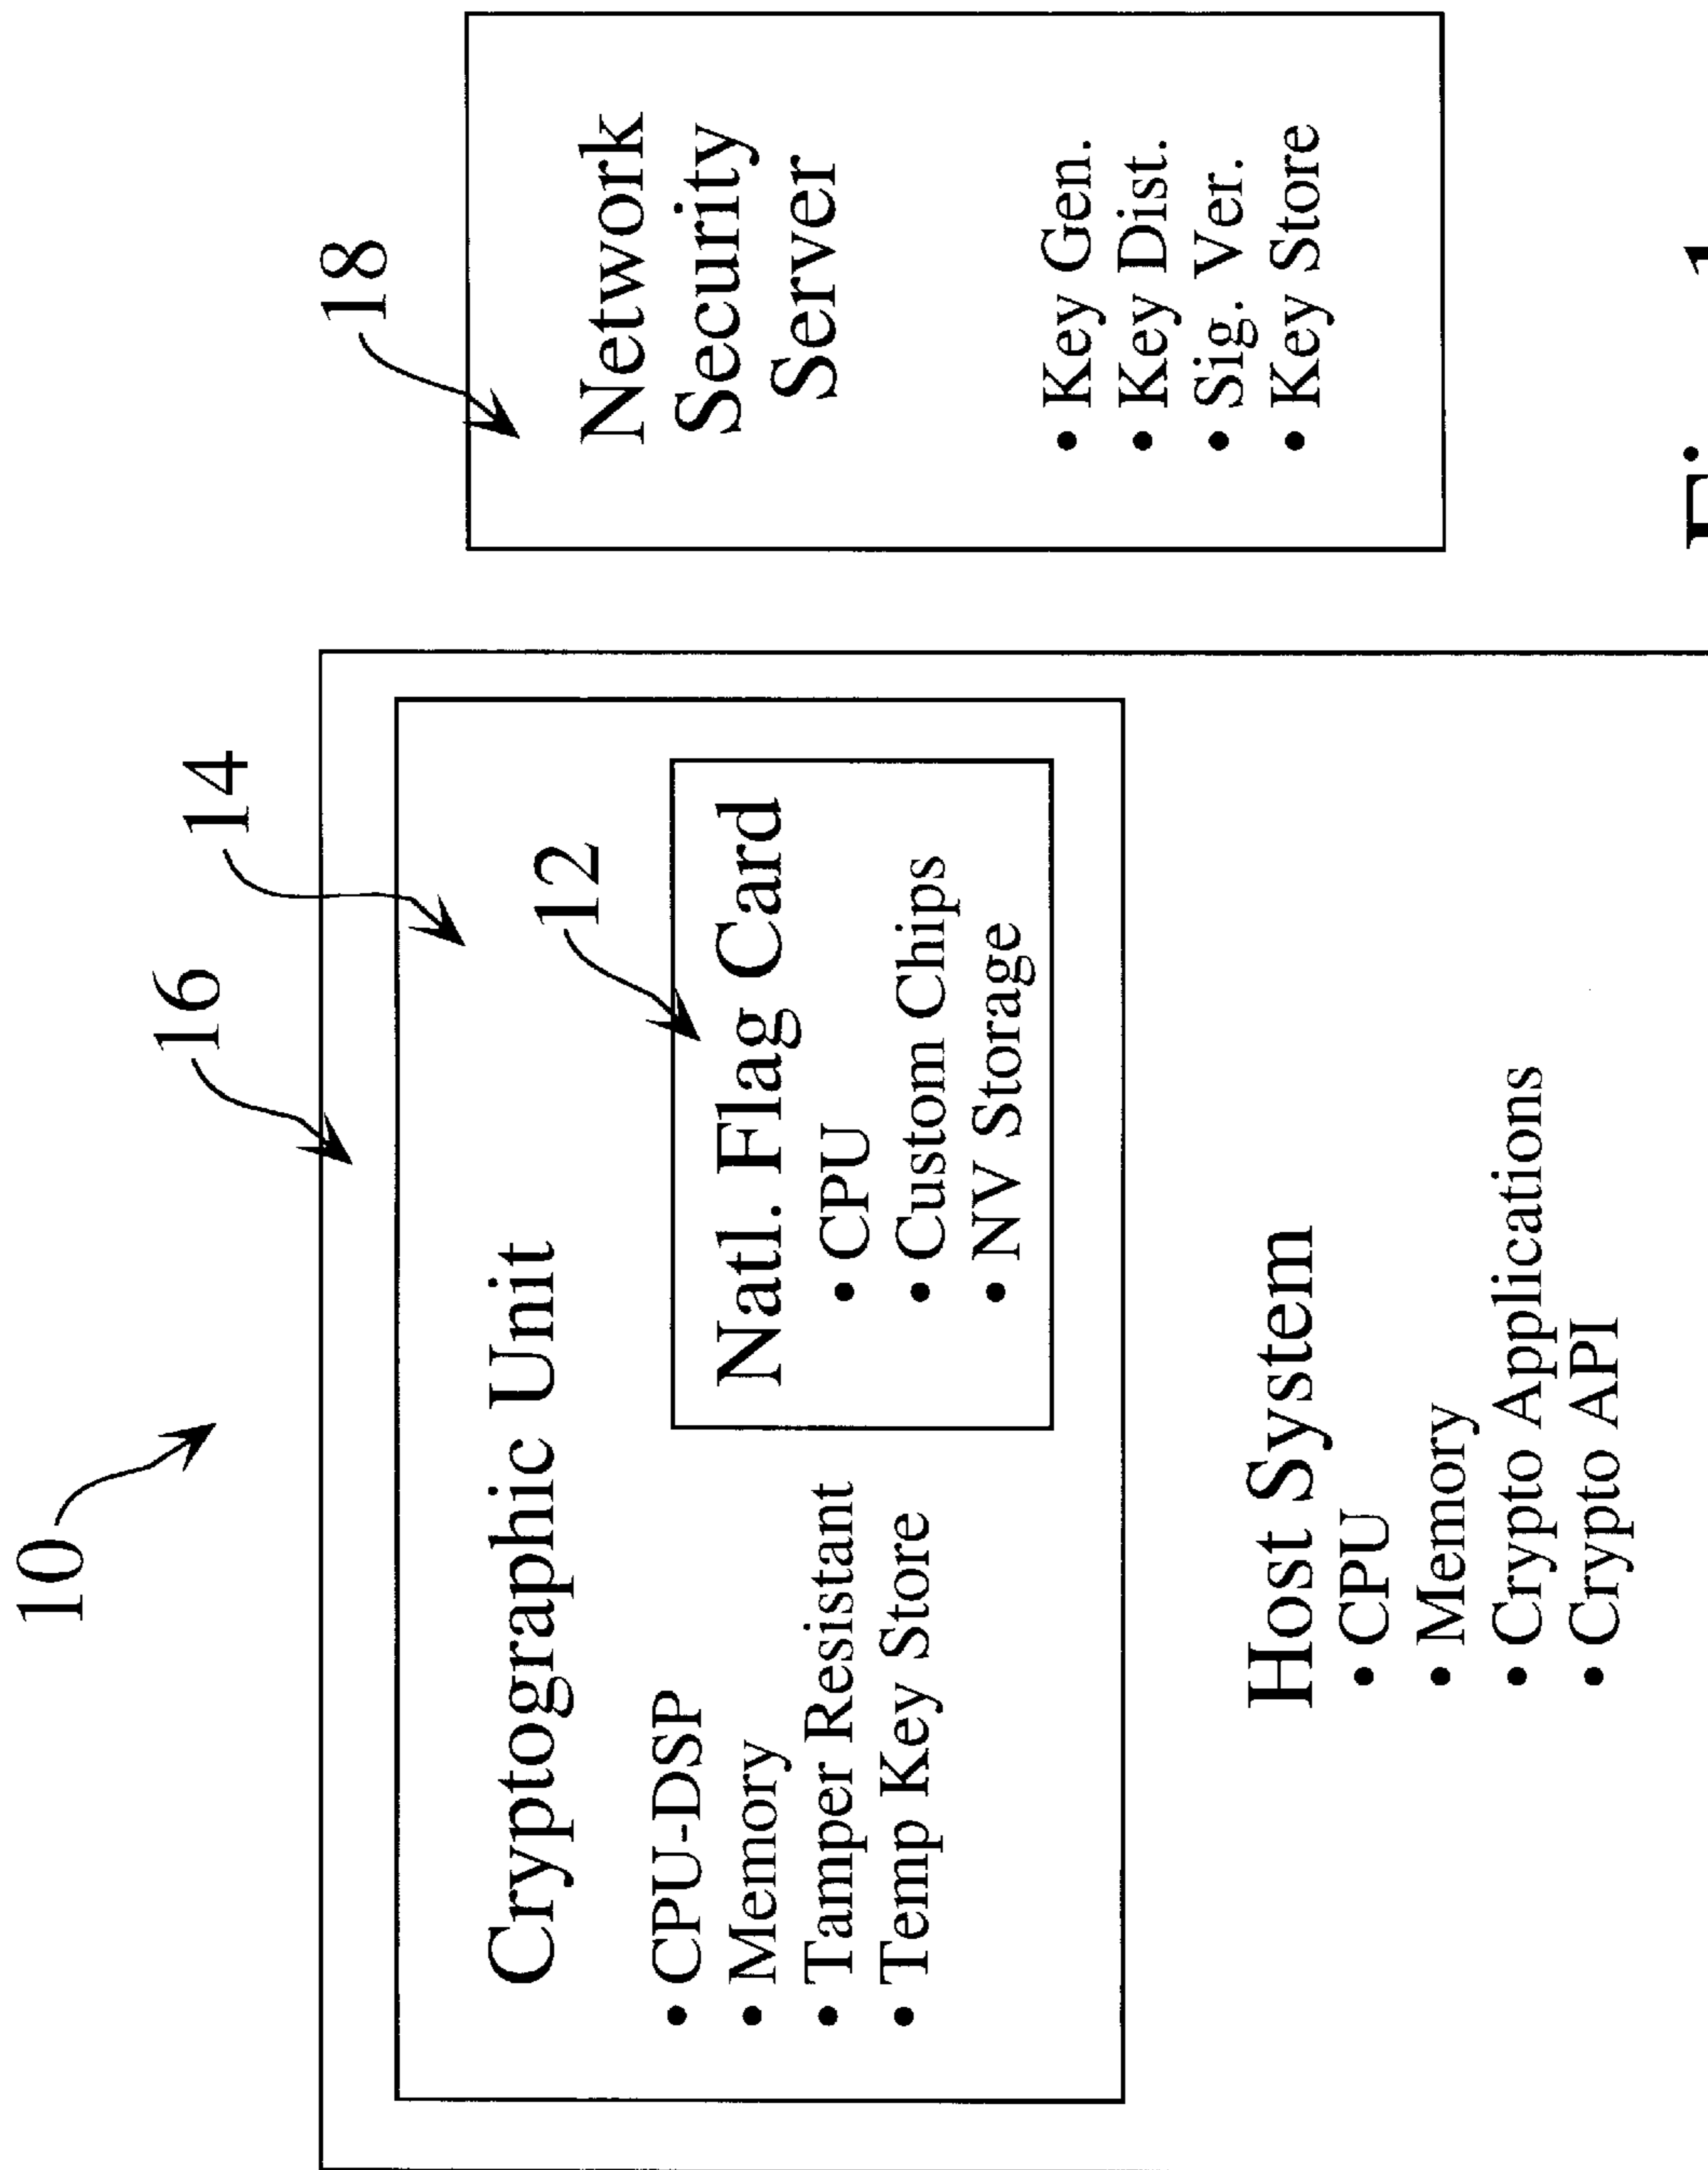 10
16
14
Cryptographic Unit
• CPU-DSP
• Memory
• Tamper Resistant
• Temp Key Store
12
Natl. Flag Card
• CPU
• Custom Chips
• NV Storage
Host System
• CPU
• Memory
• Crypto Applications
• Crypto API
18
Network
Security
Server
• Key Gen.
• Key Dist.
• Sig. Ver.
• Key Store